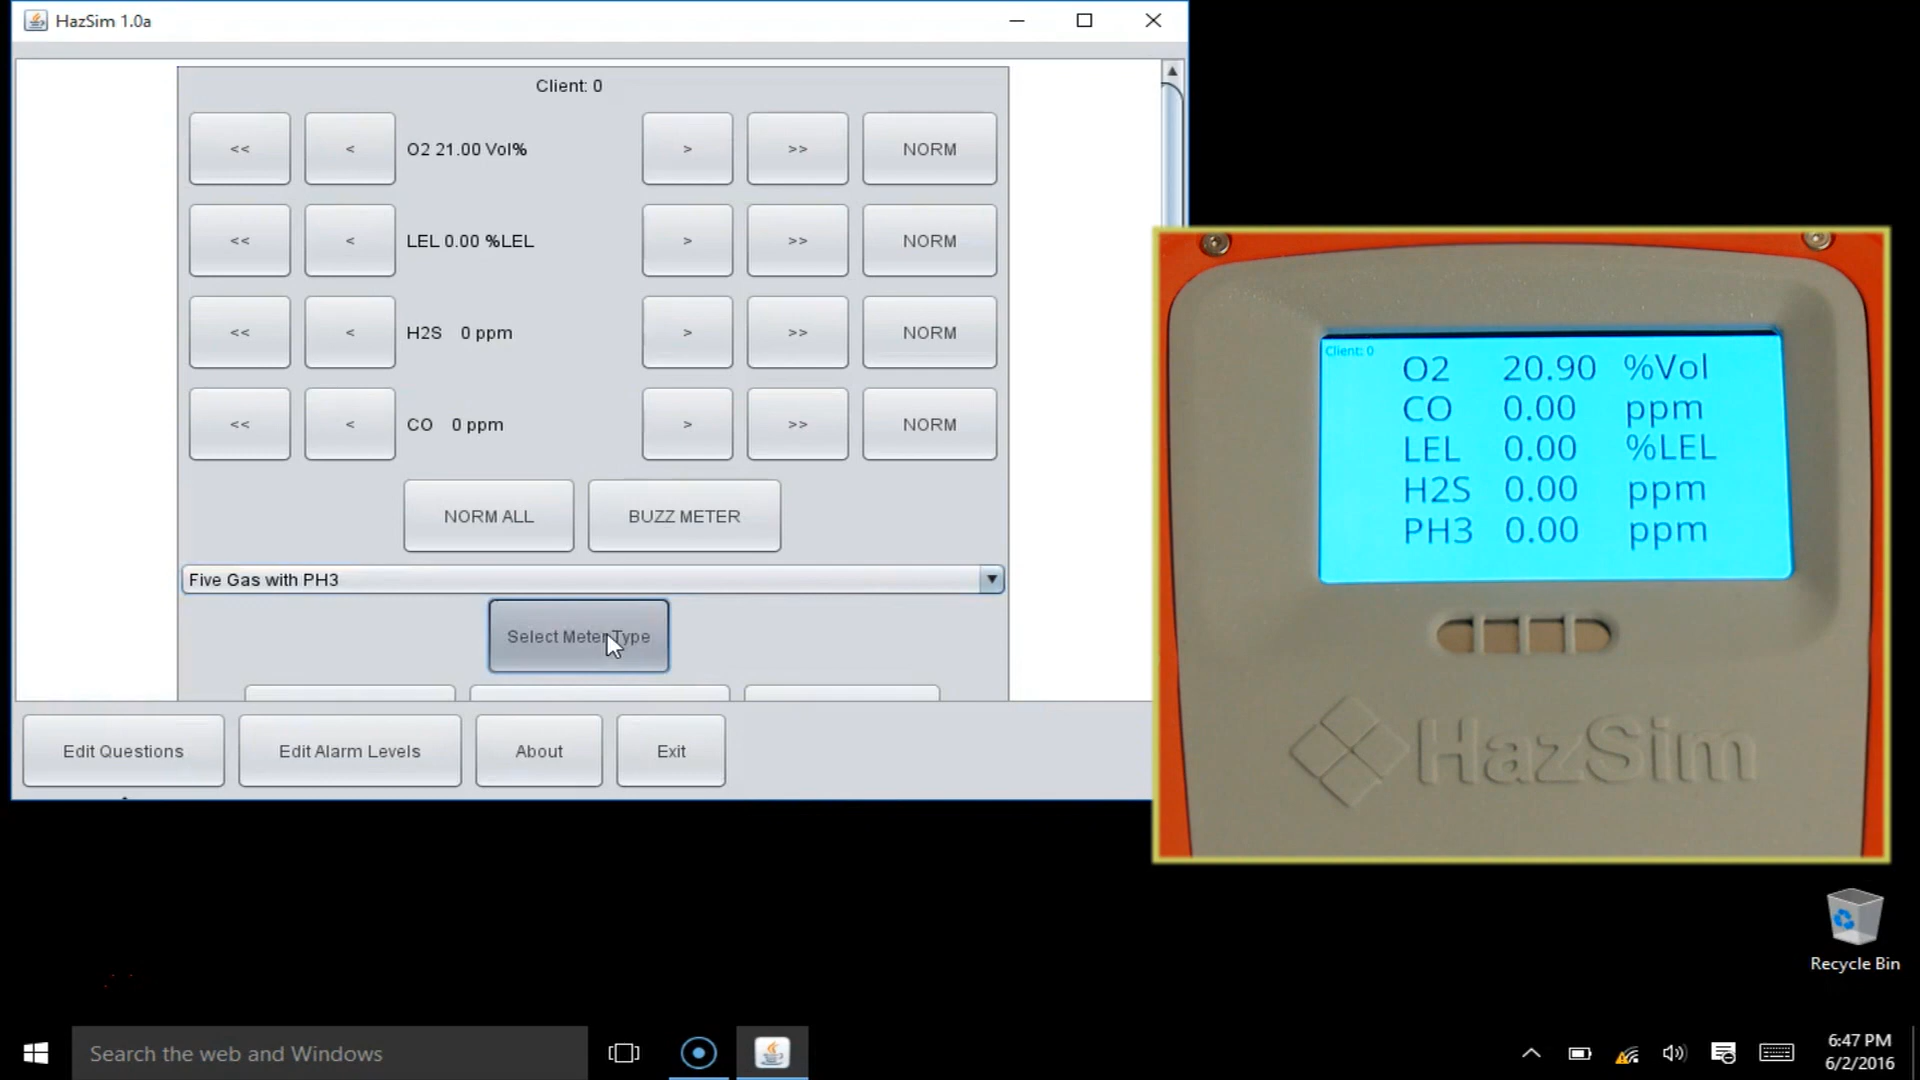 HazSim 1.0a
Client: 0
<< < O2 21.00 Vol% > >> NORM
<< < LEL 0.00 %LEL > >> NORM
<< < H2S 0 ppm > >> NORM
<< < CO 0 ppm > >> NORM
NORM ALL BUZZ METER
Five Gas with PH3
Select Meter Type
Edit Questions Edit Alarm Levels About Exit
Client: 0
O2 20.90 %Vol
CO 0.00 ppm
LEL 0.00 %LEL
H2S 0.00 ppm
PH3 0.00 ppm
HazSim
Recycle Bin
Search the web and Windows
6:47 PM
6/2/2016